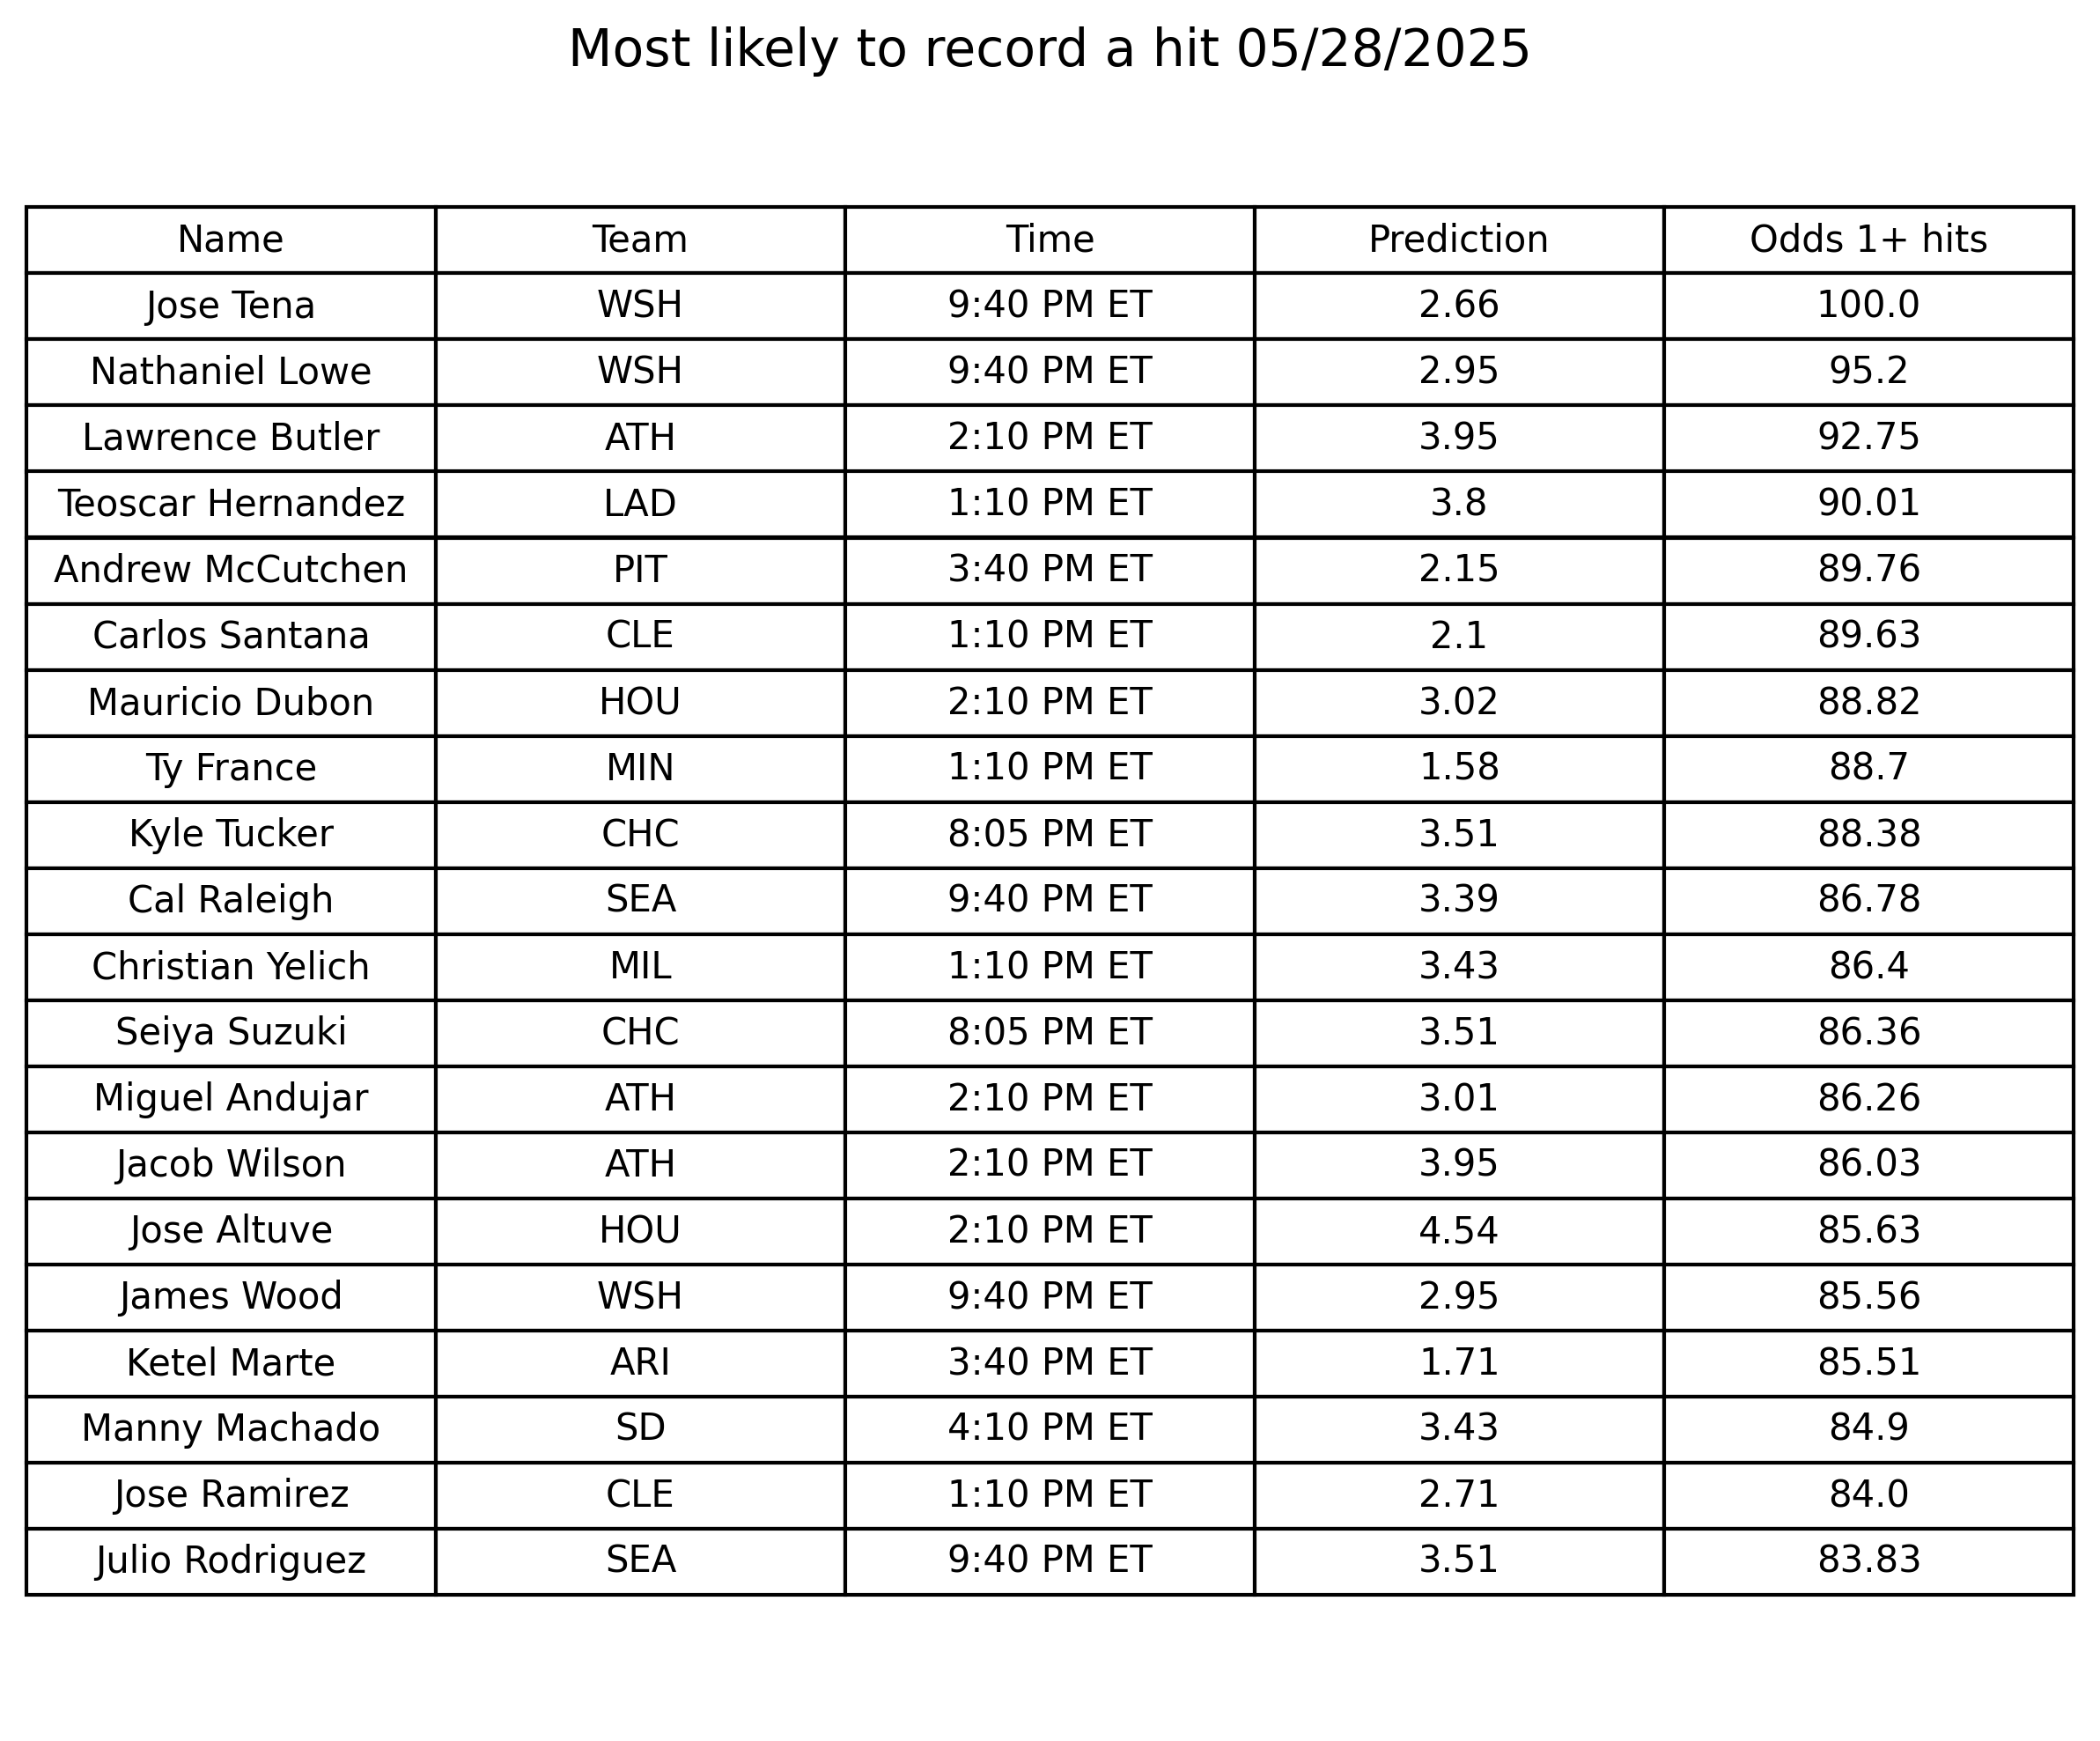 Most likely to record a hit 05/28/2025
Name Team Time Prediction Odds 1+ hits
Jose Tena WSH 9:40 PM ET 2.66 100.0
Nathaniel Lowe WSH 9:40 PM ET 2.95 95.2
Lawrence Butler ATH 2:10 PM ET 3.95 92.75
Teoscar Hernandez LAD 1:10 PM ET 3.8 90.01
Andrew McCutchen PIT 3:40 PM ET 2.15 89.76
Carlos Santana CLE 1:10 PM ET 2.1 89.63
Mauricio Dubon HOU 2:10 PM ET 3.02 88.82
Ty France MIN 1:10 PM ET 1.58 88.7
Kyle Tucker CHC 8:05 PM ET 3.51 88.38
Cal Raleigh SEA 9:40 PM ET 3.39 86.78
Christian Yelich MIL 1:10 PM ET 3.43 86.4
Seiya Suzuki CHC 8:05 PM ET 3.51 86.36
Miguel Andujar ATH 2:10 PM ET 3.01 86.26
Jacob Wilson ATH 2:10 PM ET 3.95 86.03
Jose Altuve HOU 2:10 PM ET 4.54 85.63
James Wood WSH 9:40 PM ET 2.95 85.56
Ketel Marte ARI 3:40 PM ET 1.71 85.51
Manny Machado SD 4:10 PM ET 3.43 84.9
Jose Ramirez CLE 1:10 PM ET 2.71 84.0
Julio Rodriguez SEA 9:40 PM ET 3.51 83.83